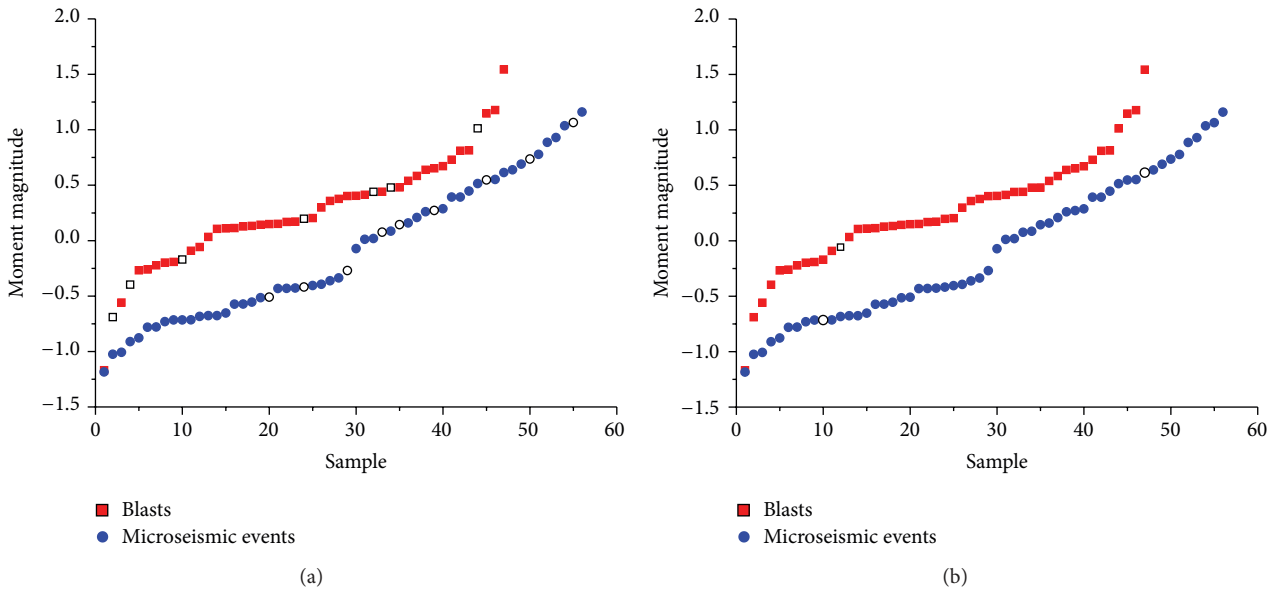 2.0
1.5
1.0
0.5
0.0
−0.5
−1.0
−1.5
Moment magnitude
0 10 20 30 40 50 60
Sample
Blasts
Microseismic events
(a)
2.0
1.5
1.0
0.5
0.0
−0.5
−1.0
−1.5
Moment magnitude
0 10 20 30 40 50 60
Sample
Blasts
Microseismic events
(b)